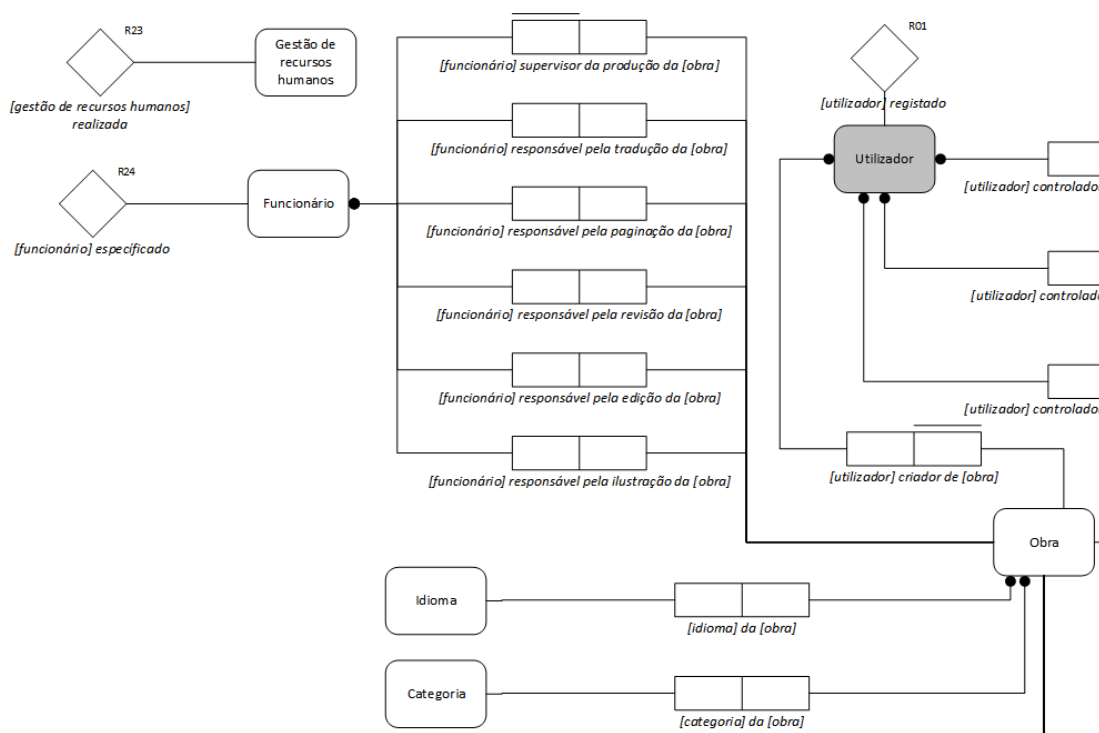 R23
Gestão de
recursos
humanos
[gestão de recursos humanos]
realizada
R24
Funcionário
[funcionário] especificado
[funcionário] supervisor da produção da [obra]
[funcionário] responsável pela tradução da [obra]
[funcionário] responsável pela paginação da [obra]
[funcionário] responsável pela revisão da [obra]
[funcionário] responsável pela edição da [obra]
[funcionário] responsável pela ilustração da [obra]
R01
[utilizador] registado
Utilizador
[utilizador] controlador
[utilizador] controlado
[utilizador] controlador
[utilizador] criador de [obra]
Obra
Idioma
[idioma] da [obra]
Categoria
[categoria] da [obra]